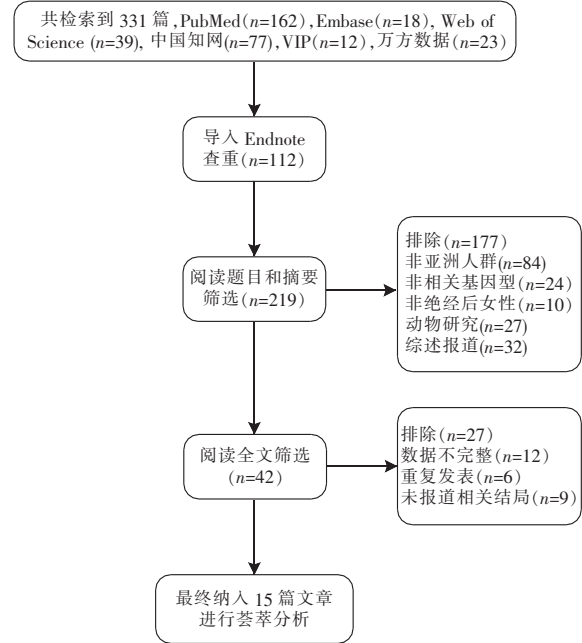 共检索到 331 篇,PubMed(n=162),Embase(n=18), Web of
Science (n=39), 中国知网(n=77),VIP(n=12),万方数据(n=23)
导入 Endnote
查重(n=112)
阅读题目和摘要
筛选(n=219)
排除(n=177)
非亚洲人群(n=84)
非相关基因型(n=24)
非绝经后女性(n=10)
动物研究(n=27)
综述报道(n=32)
阅读全文筛选
(n=42)
排除(n=27)
数据不完整(n=12)
重复发表(n=6)
未报道相关结局(n=9)
最终纳入 15 篇文章
进行荟萃分析